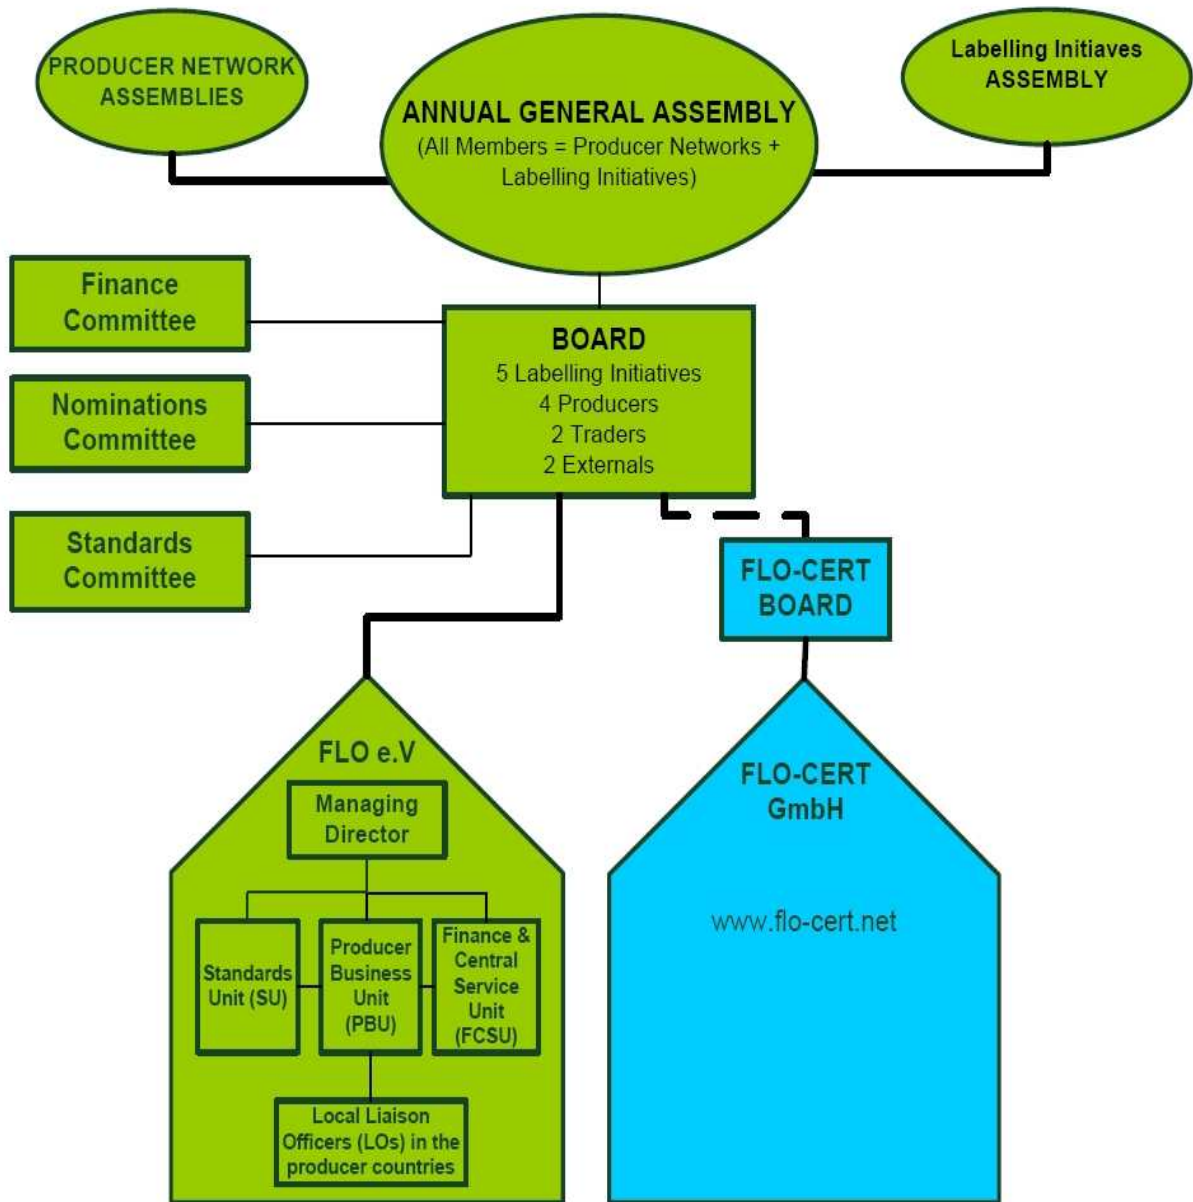 PRODUCER NETWORK
ASSEMBLIES
ANNUAL GENERAL ASSEMBLY
(All Members = Producer Networks +
Labelling Initiatives)
Labelling Initiaves
ASSEMBLY
Finance
Committee
Nominations
Committee
Standards
Committee
BOARD
5 Labelling Initiatives
4 Producers
2 Traders
2 Externals
FLO-CERT
BOARD
FLO e.V
Managing
Director
Standards
Unit (SU)
Producer
Business
Unit
(PBU)
Finance &
Central
Service
Unit
(FCSU)
Local Liaison
Officers (LOs) in the
producer countries
FLO-CERT
GmbH
www.flo-cert.net